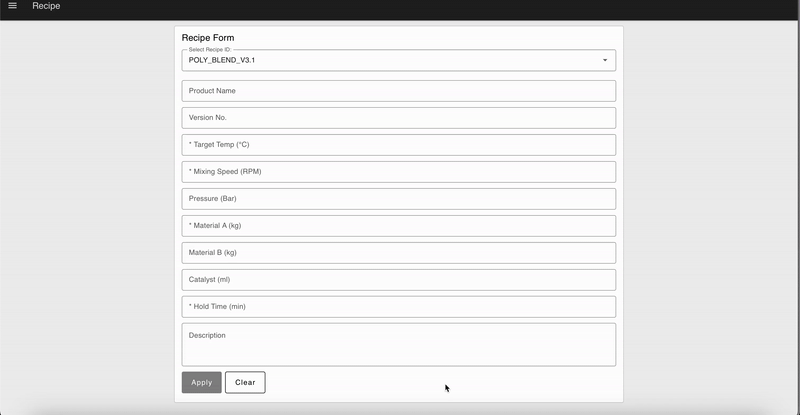 Recipe
Recipe Form
Select Recipe ID:
POLY_BLEND_V3.1
Product Name
Version No.
* Target Temp (°C)
* Mixing Speed (RPM)
Pressure (Bar)
* Material A (kg)
Material B (kg)
Catalyst (ml)
* Hold Time (min)
Description
Apply Clear